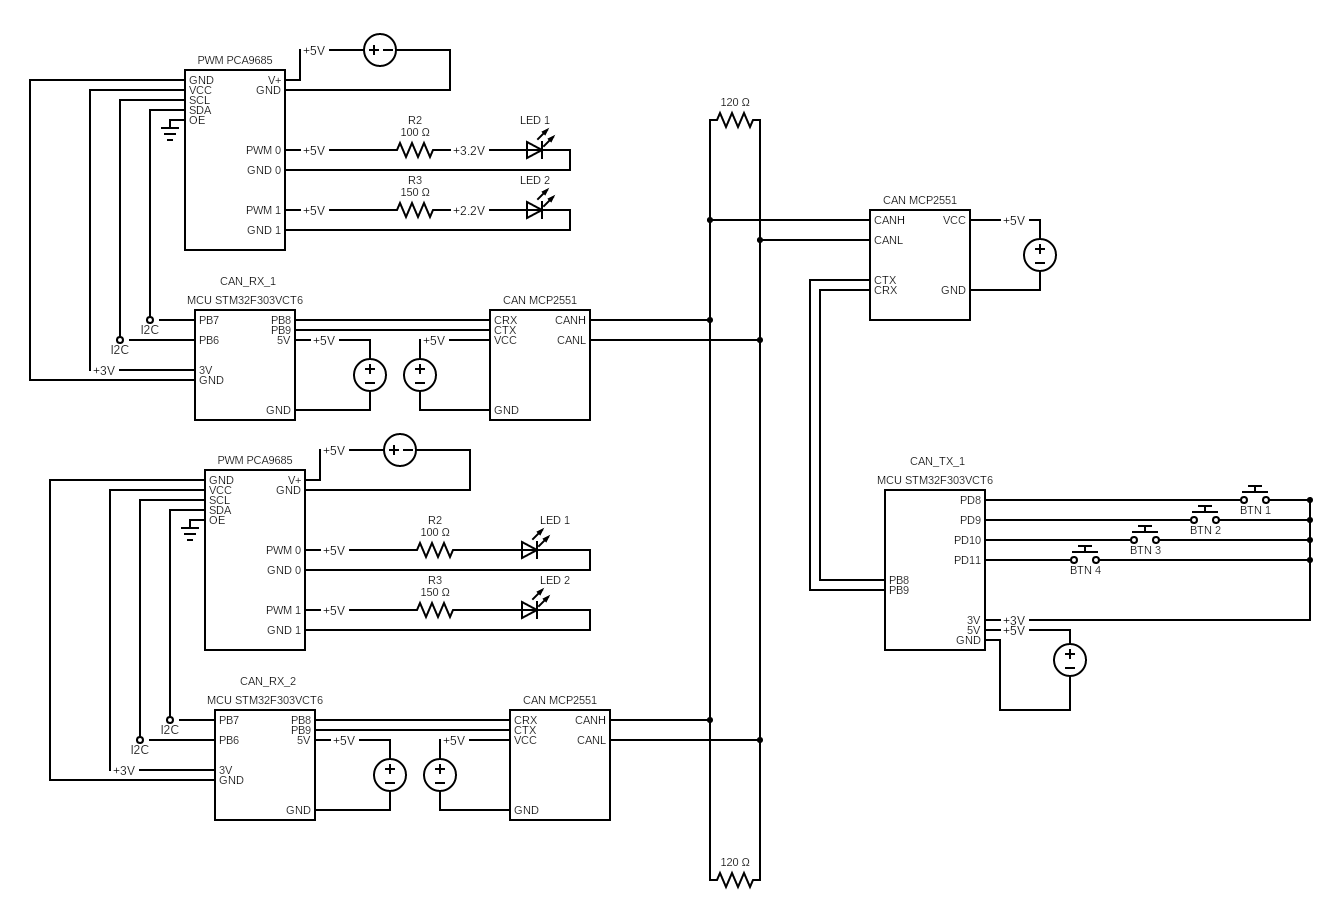 +5V
PWM PCA9685
GND
VCC
SCL
SDA
OE
V+
GND
PWM 0
+5V
R2
100 Ω
+3.2V
LED 1
GND 0
PWM 1
+5V
R3
150 Ω
+2.2V
LED 2
GND 1
CAN_RX_1
MCU STM32F303VCT6
PB7
I2C
PB6
I2C
+3V
3V
GND
PB8
PB9
5V
+5V
GND
CAN MCP2551
CRX
CTX
VCC
+5V
GND
CANH
CANL
+5V
PWM PCA9685
GND
VCC
SCL
SDA
OE
V+
GND
PWM 0
+5V
R2
100 Ω
LED 1
GND 0
PWM 1
+5V
R3
150 Ω
LED 2
GND 1
CAN_RX_2
MCU STM32F303VCT6
PB7
I2C
PB6
I2C
+3V
3V
GND
PB8
PB9
5V
+5V
GND
CAN MCP2551
CRX
CTX
VCC
+5V
GND
CANH
CANL
120 Ω
120 Ω
CAN MCP2551
CANH
CANL
CTX
CRX
VCC
+5V
GND
CAN_TX_1
MCU STM32F303VCT6
PD8
BTN 1
PD9
BTN 2
PD10
BTN 3
PD11
BTN 4
PB8
PB9
3V
+3V
5V
+5V
GND